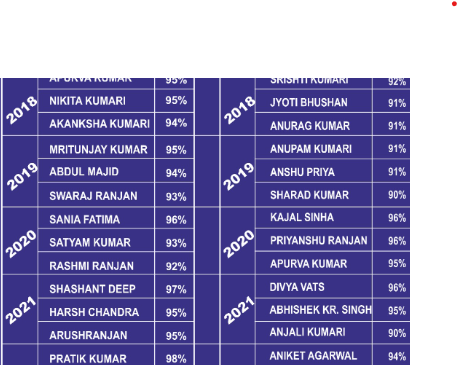 APURVA KUMAR 95%
2018
NIKITA KUMARI 95%
AKANKSHA KUMARI 94%
2019
MRITUNJAY KUMAR 95%
ABDUL MAJID 94%
SWARAJ RANJAN 93%
2020
SANIA FATIMA 96%
SATYAM KUMAR 93%
RASHMI RANJAN 92%
2021
SHASHANT DEEP 97%
HARSH CHANDRA 95%
ARUSHRANJAN 95%
PRATIK KUMAR 98%
SRISHTI KUMARI 92%
2018
JYOTI BHUSHAN 91%
ANURAG KUMAR 91%
2019
ANUPAM KUMARI 91%
ANSHU PRIYA 91%
SHARAD KUMAR 90%
2020
KAJAL SINHA 96%
PRIYANSHU RANJAN 96%
APURVA KUMAR 95%
2021
DIVYA VATS 96%
ABHISHEK KR. SINGH 95%
ANJALI KUMARI 90%
ANIKET AGARWAL 94%